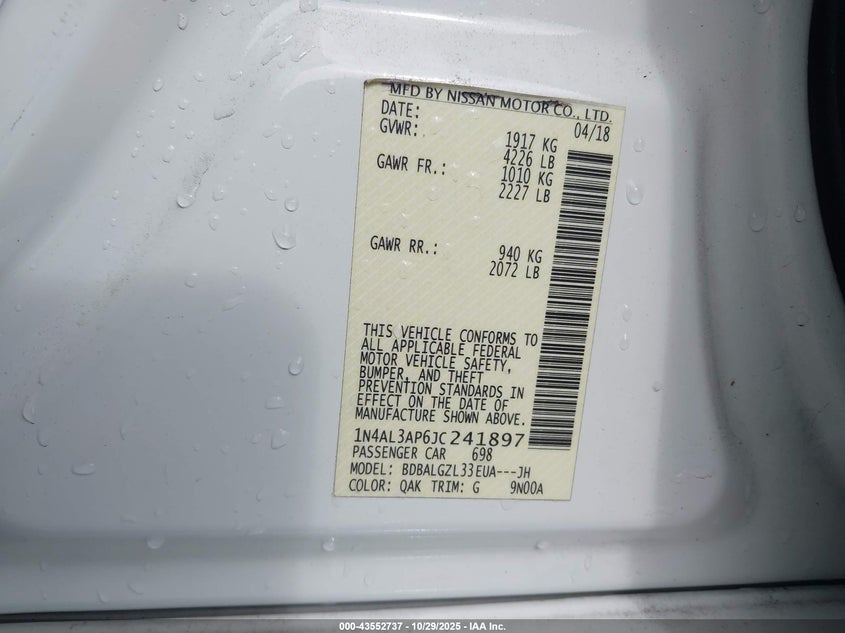 MFD BY NISSAN MOTOR CO., LTD.
DATE: 04/18
GVWR: 1917 KG
4226 LB
GAWR FR.: 1010 KG
2227 LB
GAWR RR.: 940 KG
2072 LB
THIS VEHICLE CONFORMS TO
ALL APPLICABLE FEDERAL
MOTOR VEHICLE SAFETY,
BUMPER, AND THEFT
PREVENTION STANDARDS IN
EFFECT ON THE DATE OF
MANUFACTURE SHOWN ABOVE.
1N4AL3AP6JC241897
PASSENGER CAR 698
MODEL: BDBALGZL33EUA---JH
COLOR: QAK TRIM: G 9N00A
000-43552737 - 10/29/2025 - IAA Inc.